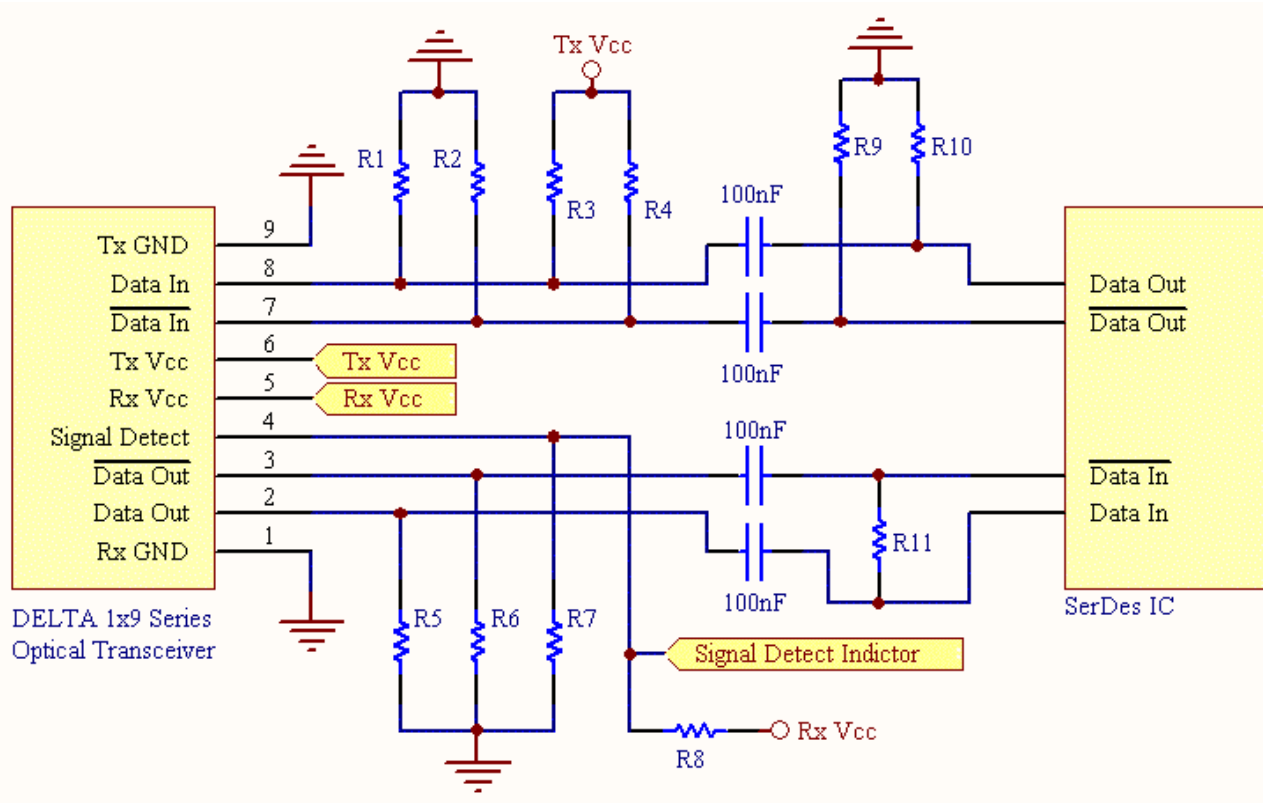 Tx Vcc
R1
R2
R3
R4
R9
R10
100nF
100nF
Tx GND 9
Data In 8
Data In 7
Tx Vcc 6
Rx Vcc 5
Signal Detect 4
Data Out 3
Data Out 2
Rx GND 1
Tx Vcc
Rx Vcc
Data Out
Data Out
100nF
100nF
Data In
Data In
R11
DELTA 1x9 Series
Optical Transceiver
SerDes IC
R5
R6
R7
Signal Detect Indictor
R8
Rx Vcc